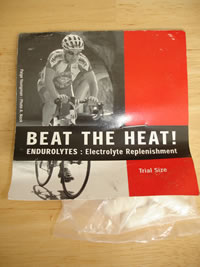 BEAT THE HEAT!
ENDUROLYTES : Electrolyte Replenishment
Trial Size